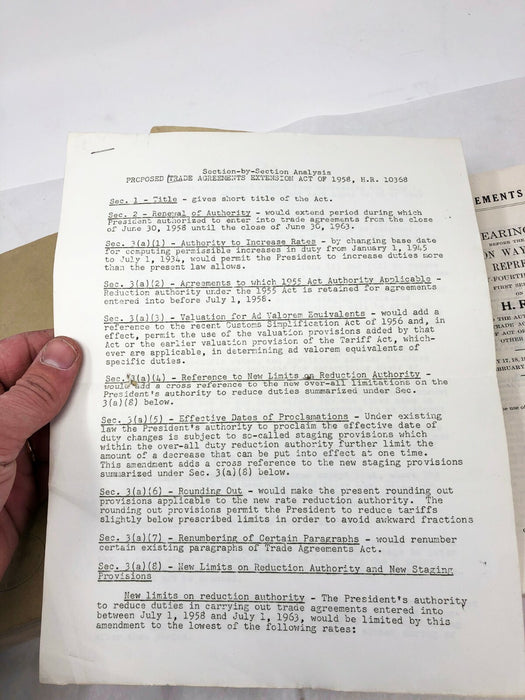 Section-by-Section Analysis
PROPOSED TRADE AGREEMENTS EXTENSION ACT OF 1958, H.R. 10368
Sec. 1 - Title - gives short title of the Act.
Sec. 2 - Renewal of Authority - would extend period during which
President authorized to enter into trade agreements from the close
of June 30, 1958 until the close of June 30, 1963.
Sec. 3(a)(1) - Authority to Increase Rates - by changing base date
for computing permissible increases in duty from January 1, 1945
to July 1, 1934, would permit the President to increase duties more
than the present law allows.
Sec. 3(a)(2) - Agreements to which 1955 Act Authority Applicable -
Reduction authority under the 1955 Act is retained for agreements
entered into before July 1, 1958.
Sec. 3(a)(3) - Valuation for Ad Valorem Equivalents - would add a
reference to the recent Customs Simplification Act of 1956 and, in
effect, permit the use of the valuation provisions added by that
Act or the earlier valuation provision of the Tariff Act, which-
ever are applicable, in determining ad valorem equivalents of
specific duties.
Sec. 3(a)(4) - Reference to New Limits on Reduction Authority -
would add a cross reference to the new over-all limitations on the
President's authority to reduce duties summarized under Sec.
3(a)(8) below.
Sec. 3(a)(5) - Effective Dates of Proclamations - Under existing
law the President's authority to proclaim the effective date of
duty changes is subject to so-called staging provisions which
within the over-all duty reduction authority further limit the
amount of a decrease that can be put into effect at one time.
This amendment adds a cross reference to the new staging provisions
summarized under Sec. 3(a)(8) below.
Sec. 3(a)(6) - Rounding Out - would make the present rounding out
provisions applicable to the new rate reduction authority. The
rounding out provisions permit the President to reduce tariffs
slightly below prescribed limits in order to avoid awkward fractions
Sec. 3(a)(7) - Renumbering of Certain Paragraphs - would renumber
certain existing paragraphs of Trade Agreements Act.
Sec. 3(a)(8) - New Limits on Reduction Authority and New Staging
Provisions
New limits on reduction authority - The President's authority
to reduce duties in carrying out trade agreements entered into
between July 1, 1958 and July 1, 1963, would be limited by this
amendment to the lowest of the following rates:
EMENTS
EARING
BEFORE THE
ON WAY
REPRE
FOURTH
FIRST SE
ON
H. R
THE AUT
TRADE A
ACT O
OTHER